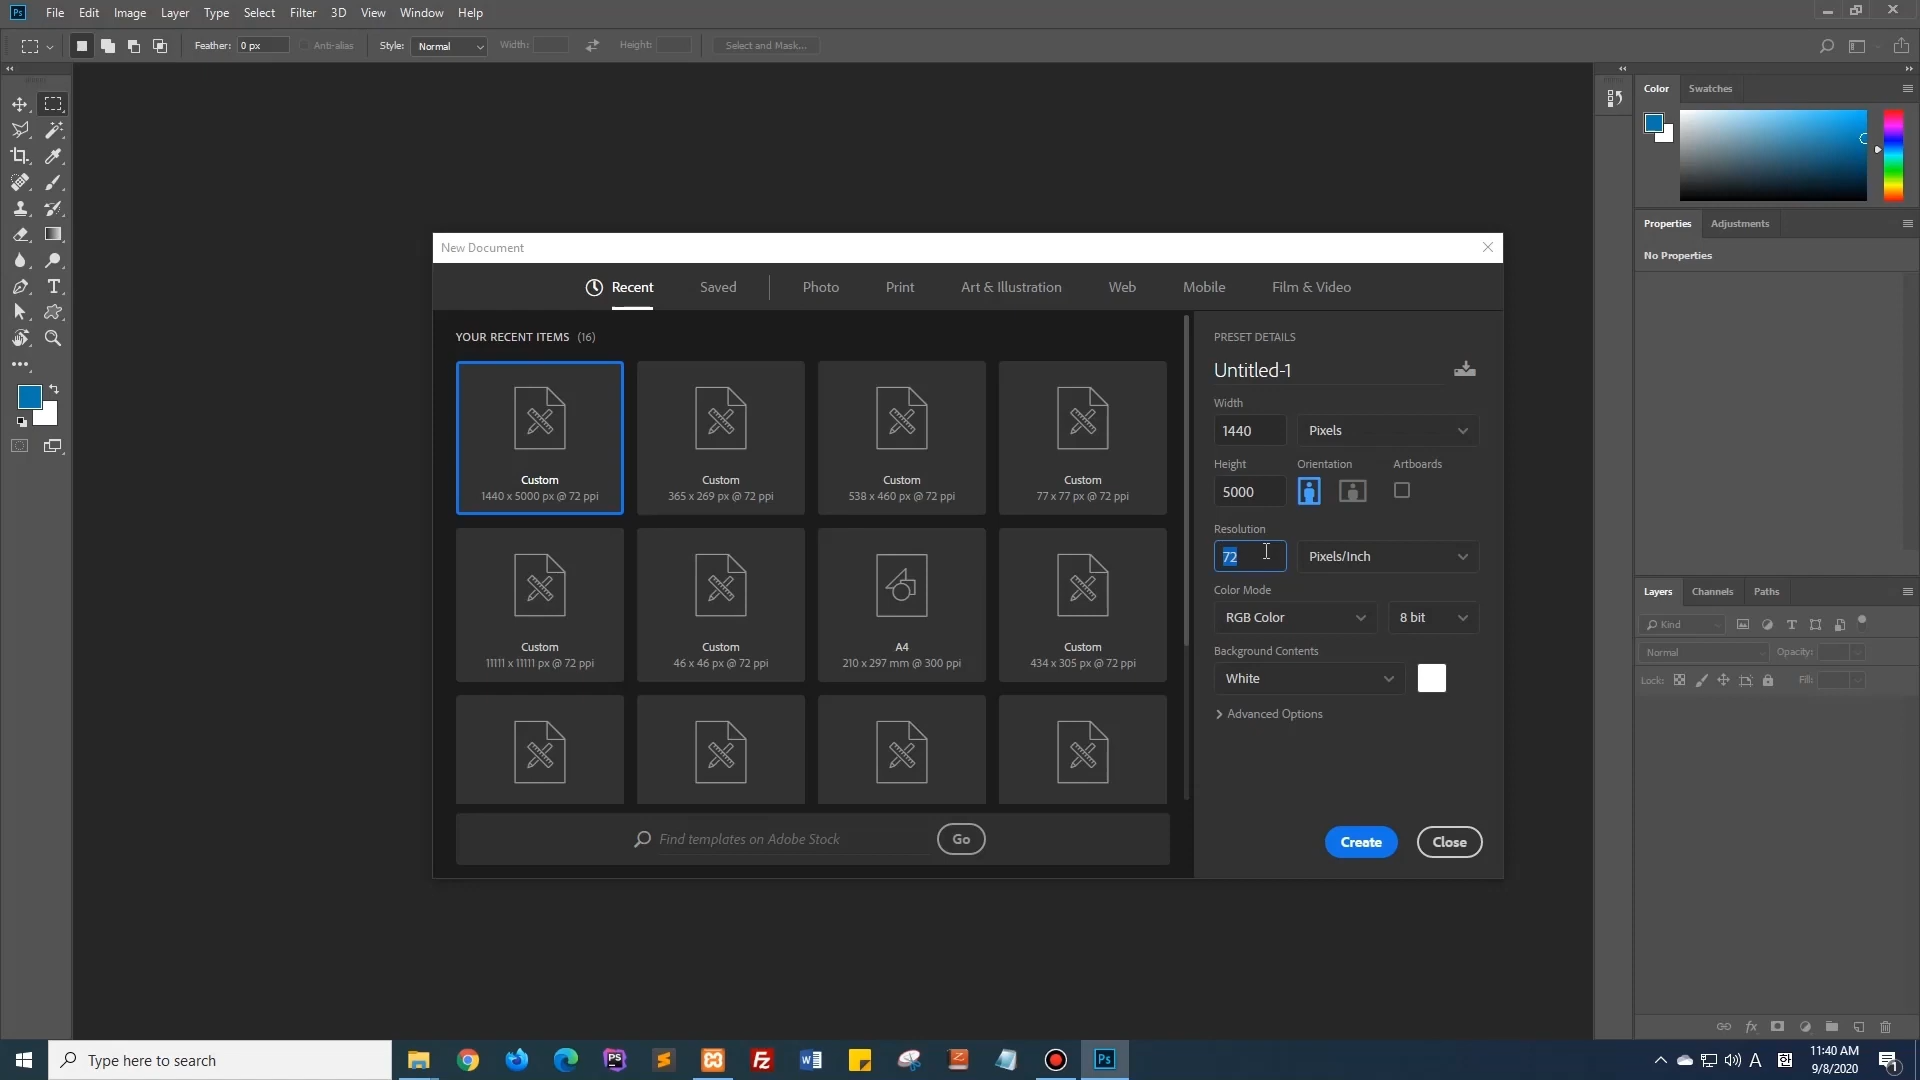 Ps File Edit Image Layer Type Select Filter 3D View Window Help
Feather: 0 px Anti-alias Style: Normal Width: Height: Select and Mask...
Color Swatches
Properties Adjustments
No Properties
New Document
Recent Saved Photo Print Art & Illustration Web Mobile Film & Video
YOUR RECENT ITEMS (16)
Custom
1440 x 5000 px @ 72 ppi
Custom
365 x 269 px @ 72 ppi
Custom
538 x 460 px @ 72 ppi
Custom
77 x 77 px @ 72 ppi
Custom
11111 x 11111 px @ 72 ppi
Custom
46 x 46 px @ 72 ppi
A4
210 x 297 mm @ 300 ppi
Custom
434 x 305 px @ 72 ppi
Find templates on Adobe Stock Go
PRESET DETAILS
Untitled-1
Width
1440 Pixels
Height Orientation Artboards
5000
Resolution
72 Pixels/Inch
Color Mode
RGB Color 8 bit
Background Contents
White
Advanced Options
Create Close
Layers Channels Paths
Kind
Normal Opacity:
Lock: Fill:
fx
Type here to search
PS
Fz
W
Ps
A
11:40 AM
9/8/2020
1